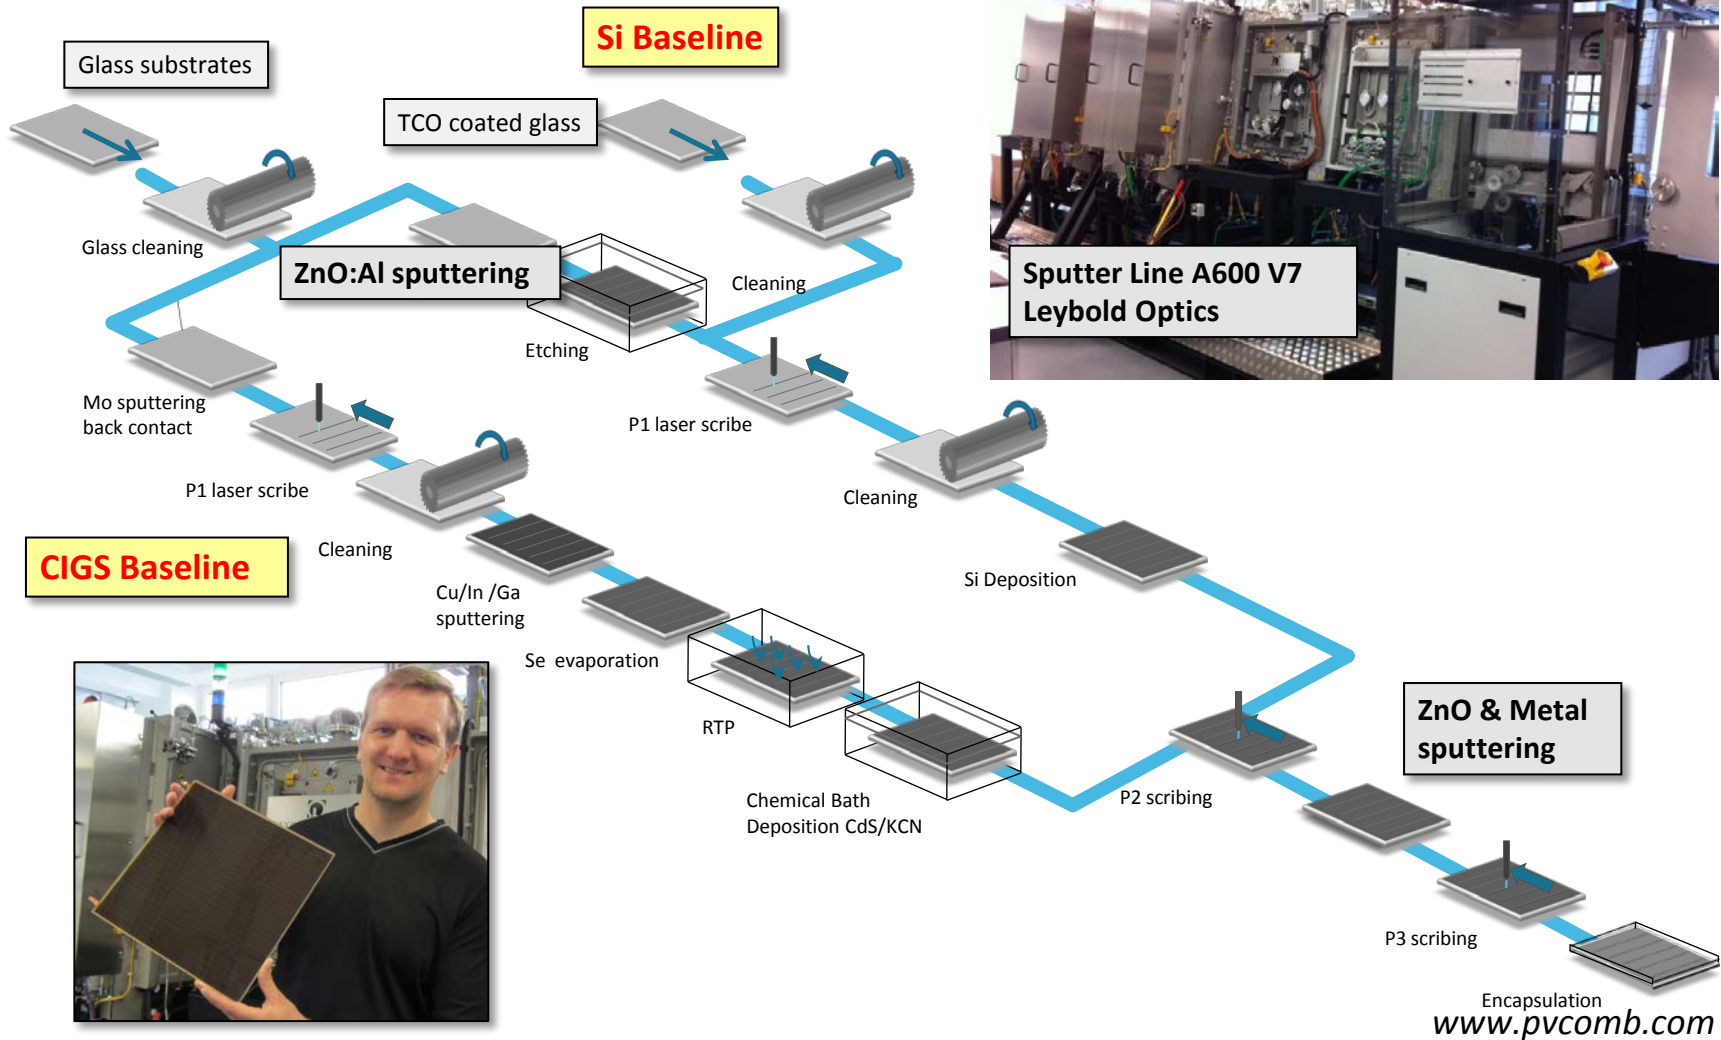 Si Baseline
Glass substrates
TCO coated glass
Glass cleaning
ZnO:Al sputtering
Cleaning
Sputter Line A600 V7
Leybold Optics
Etching
Mo sputtering
back contact
P1 laser scribe
P1 laser scribe
Cleaning
CIGS Baseline
Cleaning
Si Deposition
Cu/In /Ga
sputtering
Se evaporation
RTP
ZnO & Metal
sputtering
Chemical Bath
Deposition CdS/KCN
P2 scribing
P3 scribing
Encapsulation
www.pvcomb.com